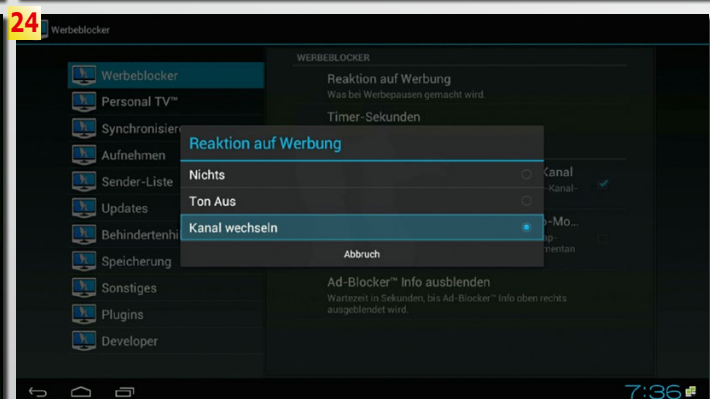 24
Werbeblocker
WERBEBLOCKER
Werbeblocker
Reaktion auf Werbung
Was bei Werbepausen gemacht wird.
Personal TV™
Timer-Sekunden
Aufnehmen
Sender-Liste
Updates
Speicherung
Sonstiges
Plugins
Developer
Reaktion auf Werbung
Nichts
Ton Aus
Kanal wechseln
Abbruch
Kanal
-Kanal-
Ad-Blocker™ Info ausblenden
Wartezeit in Sekunden, bis Ad-Blocker™ Info oben rechts
ausgeblendet wird.
7:36